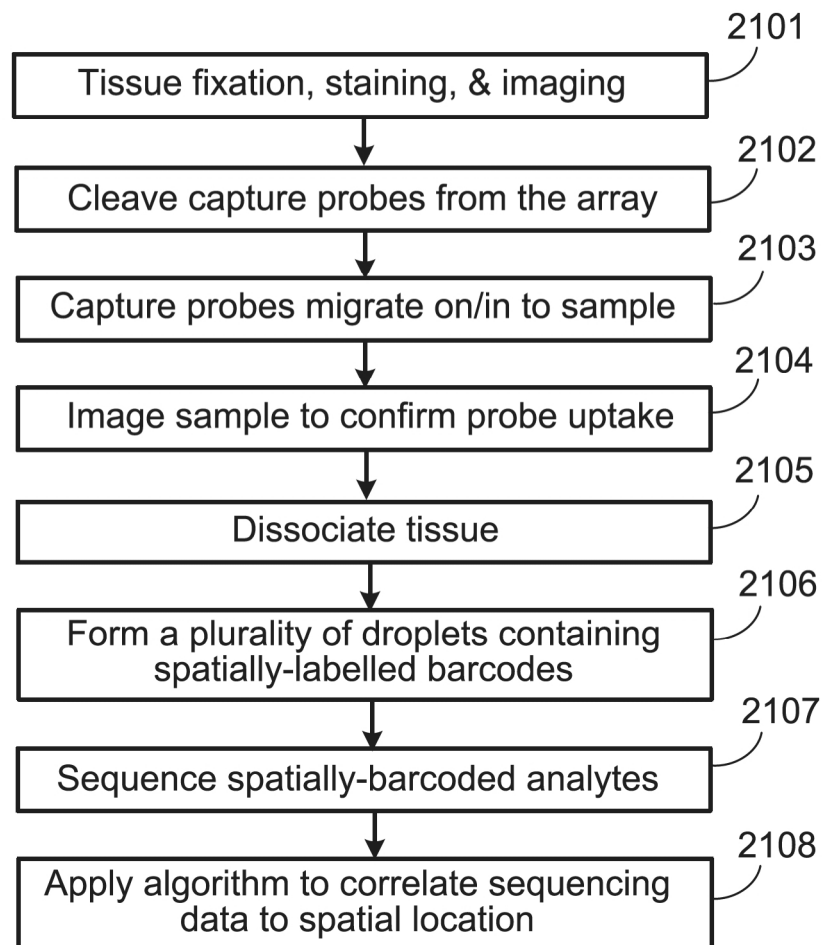 2101
Tissue fixation, staining, & imaging
2102
Cleave capture probes from the array
2103
Capture probes migrate on/in to sample
2104
Image sample to confirm probe uptake
2105
Dissociate tissue
2106
Form a plurality of droplets containing
spatially-labelled barcodes
2107
Sequence spatially-barcoded analytes
2108
Apply algorithm to correlate sequencing
data to spatial location